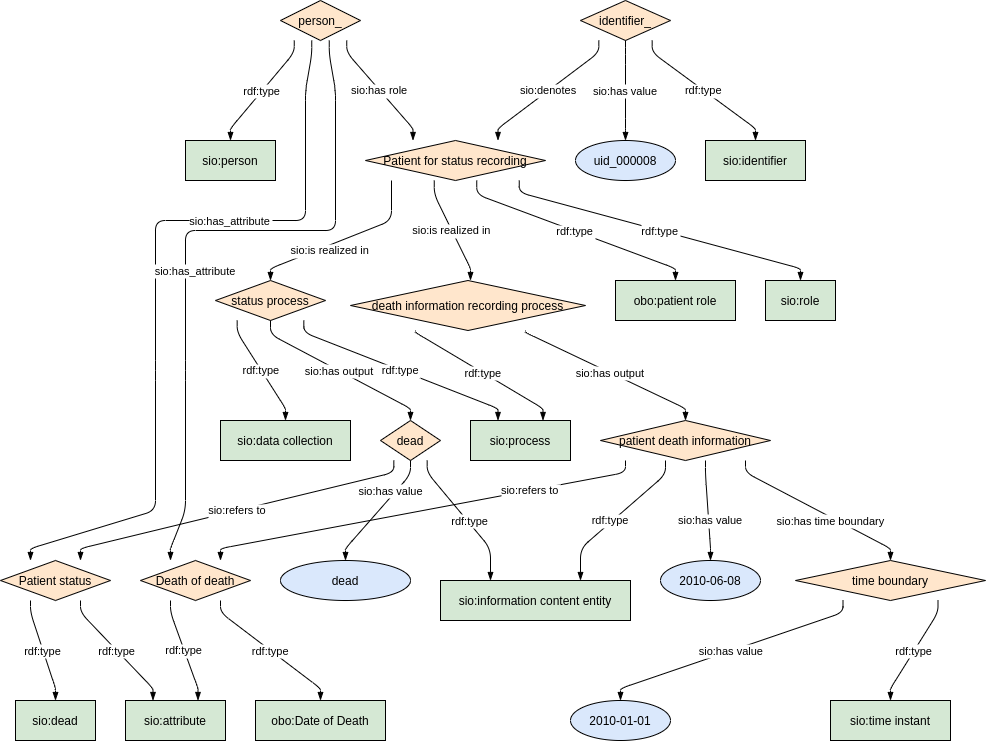 person_
identifier_
rdf:type
sio:has role
sio:denotes
sio:has value
rdf:type
sio:person
Patient for status recording
uid_000008
sio:identifier
sio:has_attribute
sio:is realized in
sio:is realized in
rdf:type
rdf:type
sio:has_attribute
status process
death information recording process
obo:patient role
sio:role
rdf:type
sio:has output
rdf:type
rdf:type
sio:has output
sio:data collection
dead
sio:process
patient death information
sio:refers to
sio:has value
sio:refers to
rdf:type
rdf:type
sio:has value
sio:has time boundary
Patient status
Death of death
dead
sio:information content entity
2010-06-08
time boundary
rdf:type
rdf:type
rdf:type
rdf:type
sio:has value
rdf:type
sio:dead
sio:attribute
obo:Date of Death
2010-01-01
sio:time instant